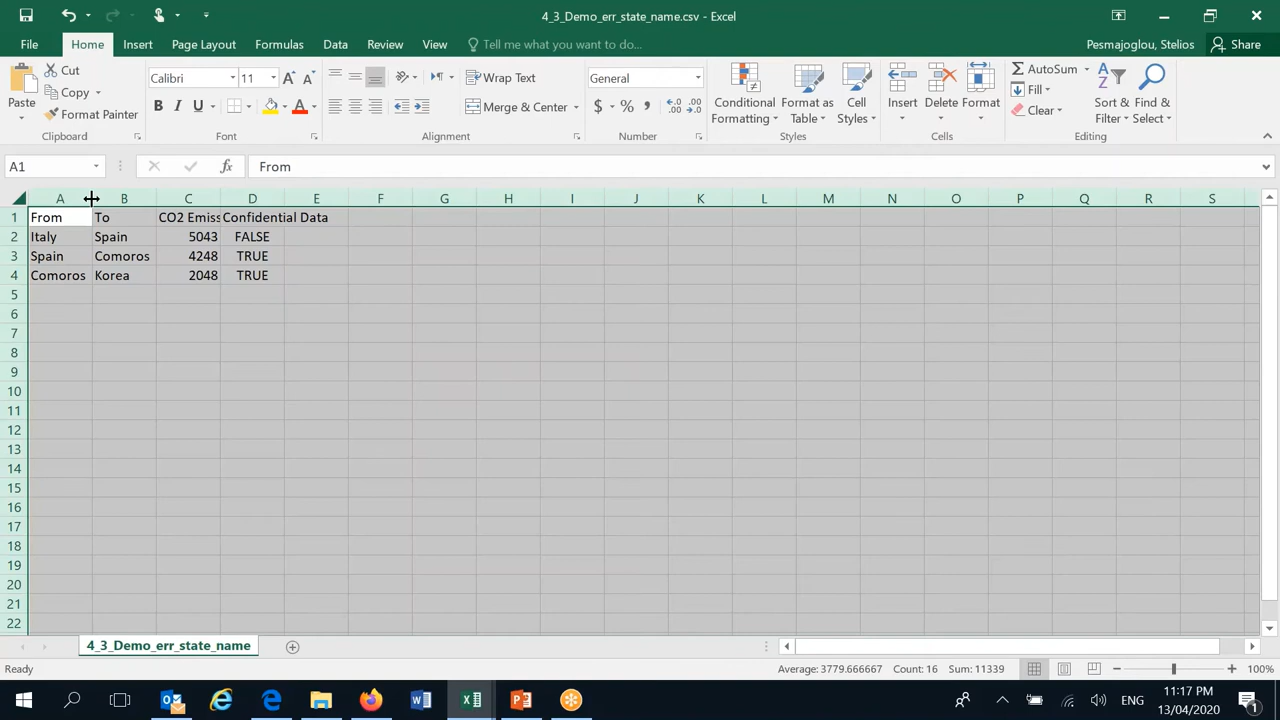 4_3_Demo_err_state_name.csv - Excel
File Home Insert Page Layout Formulas Data Review View Tell me what you want to do... Pesmajoglou, Stelios Share
Paste Cut Copy Format Painter
Clipboard
Calibri 11
B I U A
Font
Wrap Text
Merge & Center
Alignment
General
$ % ,
Number
Conditional Formatting Format as Table Cell Styles
Styles
Insert Delete Format
Cells
AutoSum Fill Clear Sort & Filter Find & Select
Editing
A1 fx From
A B C D E F G H I J K L M N O P Q R S
1 From To CO2 Emiss Confidential Data
2 Italy Spain 5043 FALSE
3 Spain Comoros 4248 TRUE
4 Comoros Korea 2048 TRUE
5
6
7
8
9
10
11
12
13
14
15
16
17
18
19
20
21
22
4_3_Demo_err_state_name
Ready Average: 3779.666667 Count: 16 Sum: 11339 100%
ENG 11:17 PM
13/04/2020 1